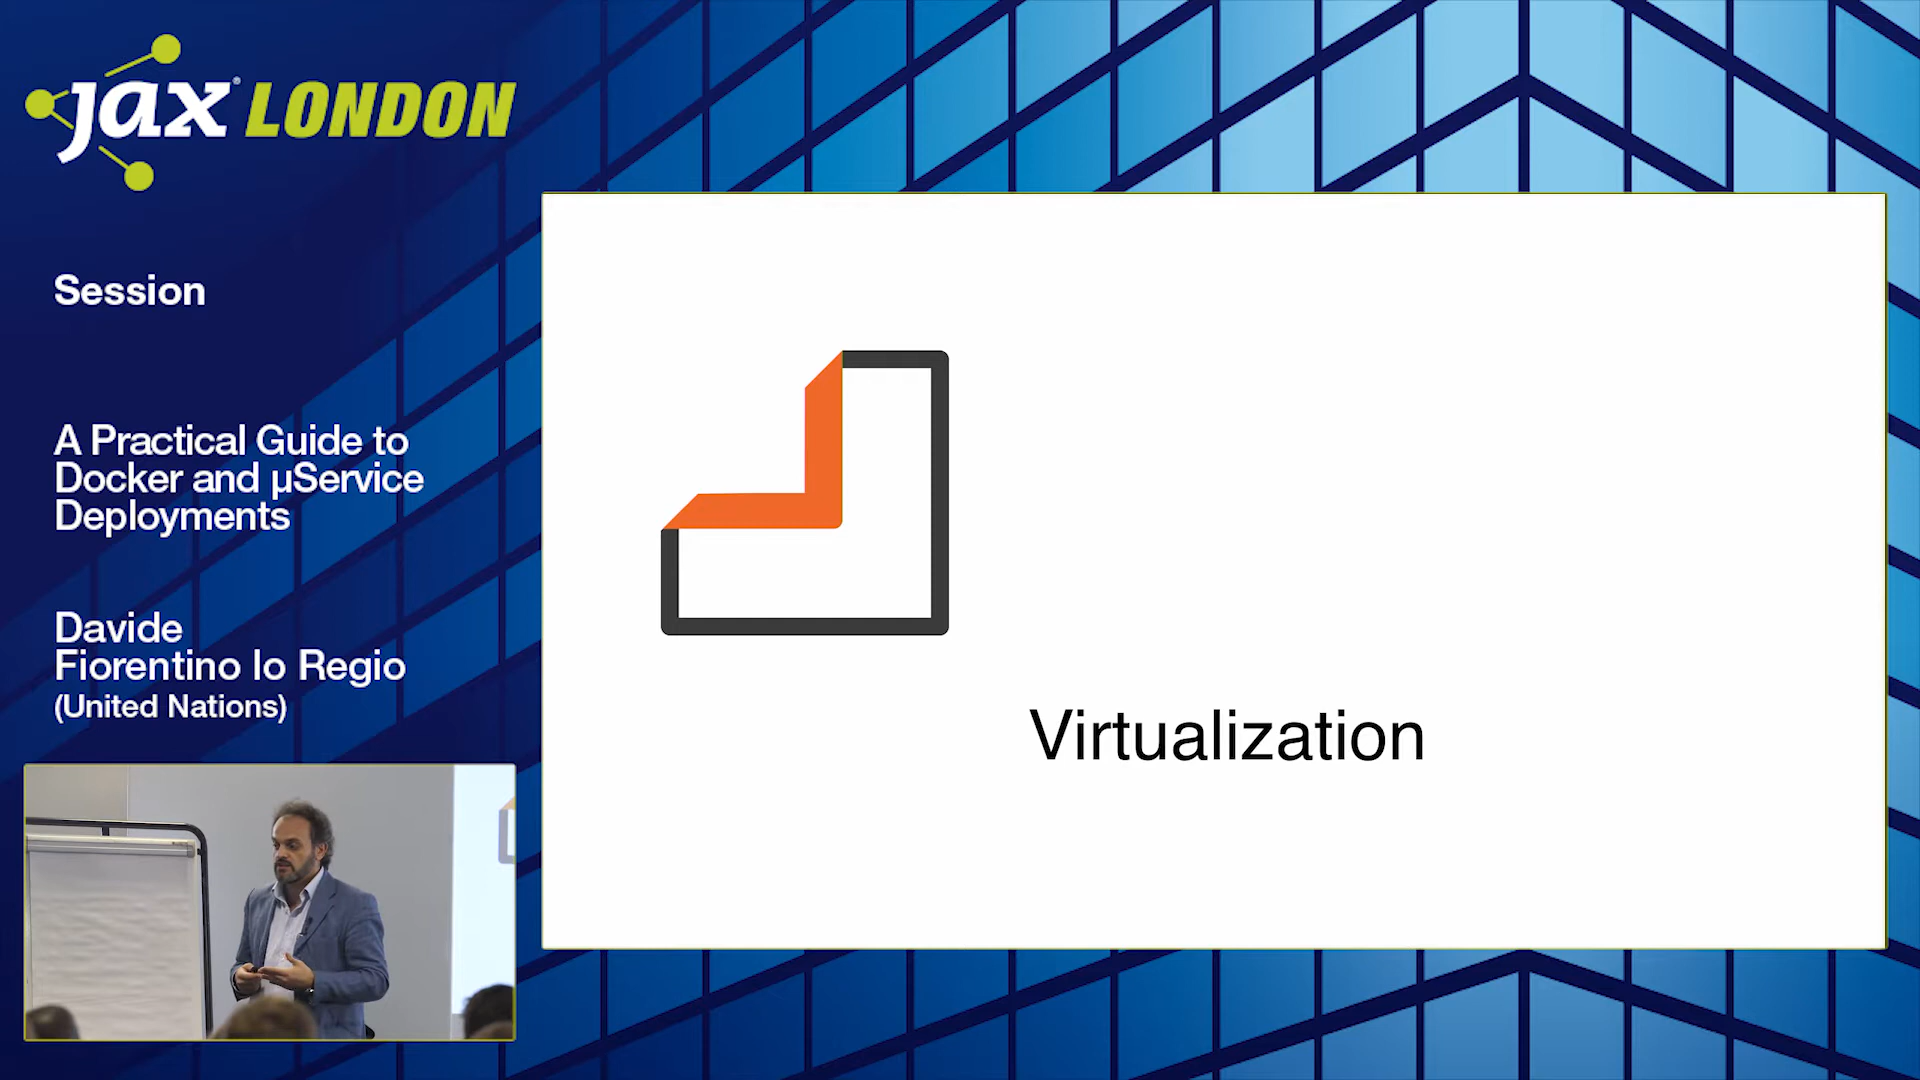 jax® LONDON
Session
A Practical Guide to
Docker and µService
Deployments
Davide
Fiorentino lo Regio
(United Nations)
Virtualization